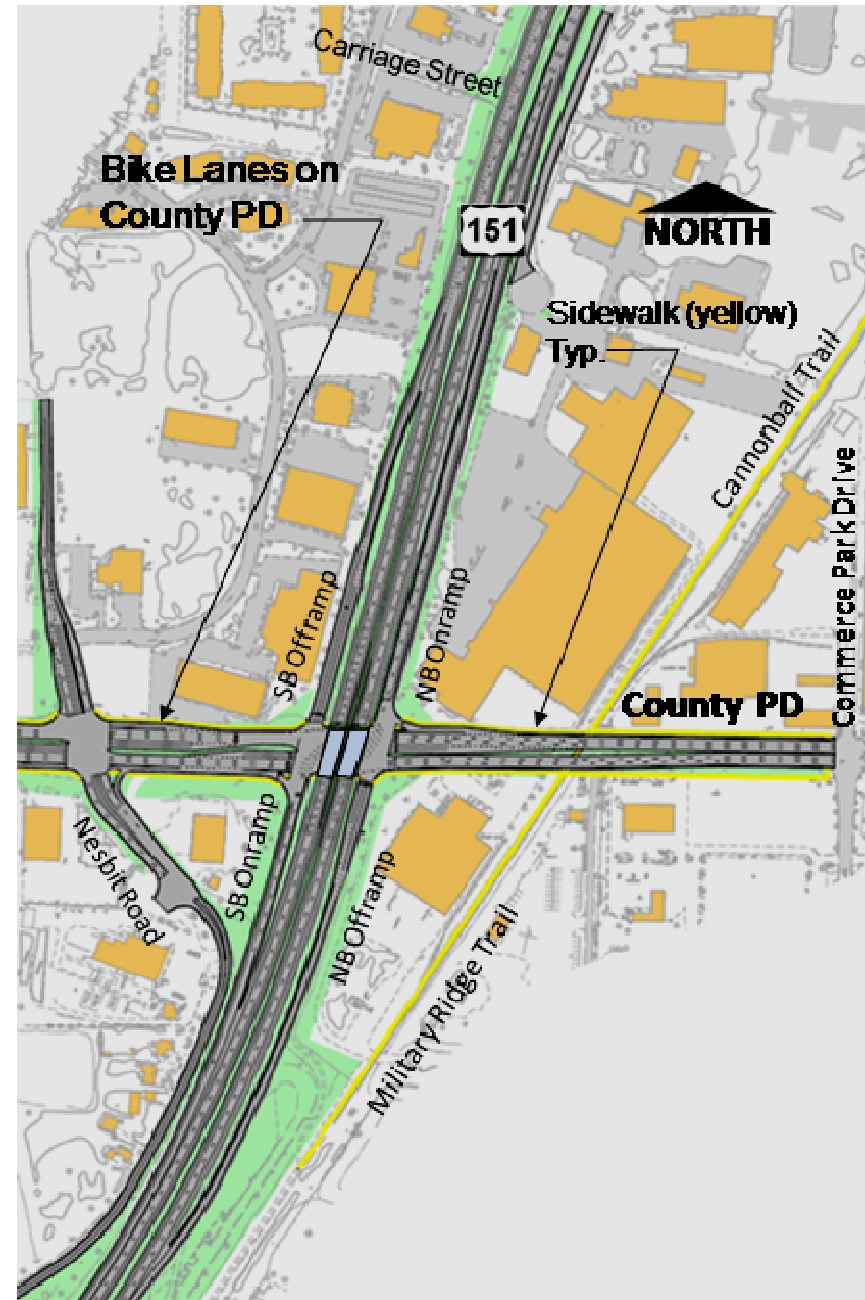 Carriage Street
Bike Lanes on
County PD
151
NORTH
Sidewalk (yellow)
Typ.
Cannonball Trail
Commerce Park Drive
SB Offramp
NB Onramp
County PD
Nesbit Road
SB Onramp
NB Offramp
Military Ridge Trail